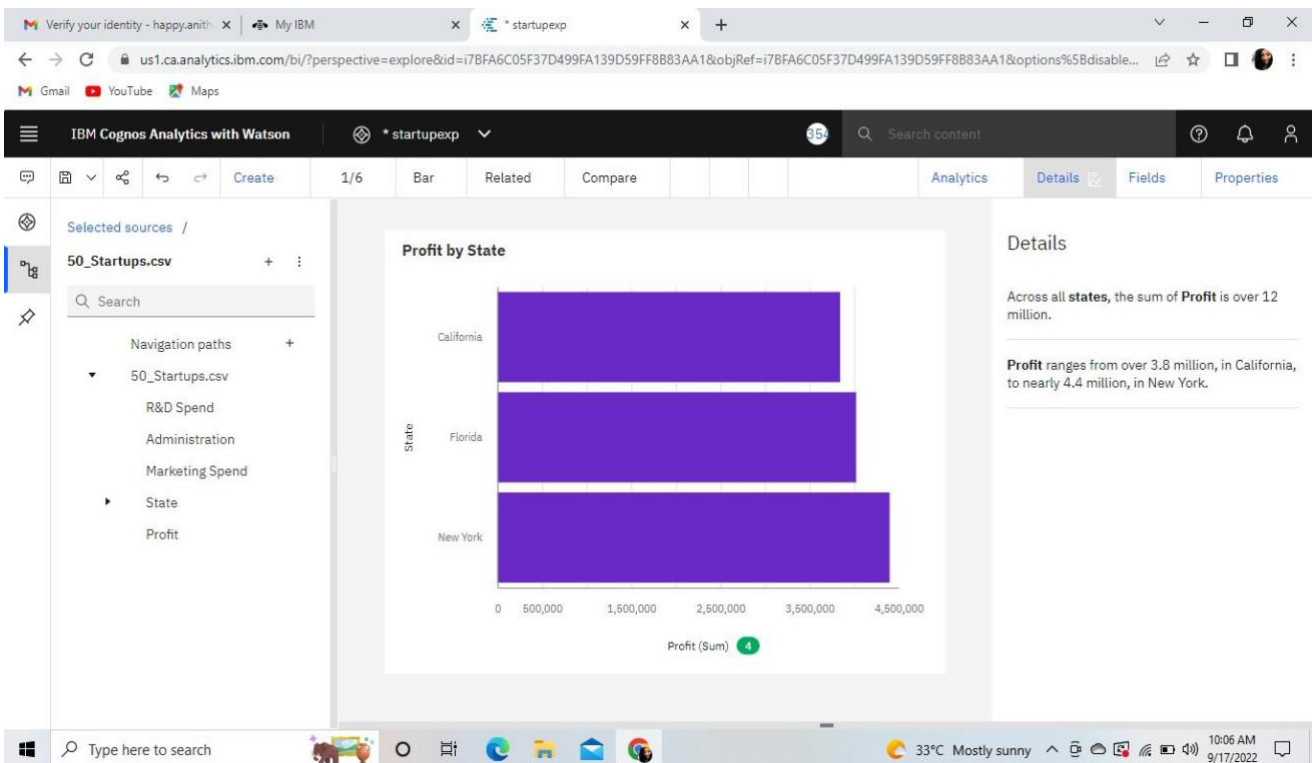 Verify your identity - happy.anith
My IBM
* startupexp
us1.ca.analytics.ibm.com/bi/?perspective=explore&id=i7BFA6C05F37D499FA139D59FF8B83AA1&objRef=i7BFA6C05F37D499FA139D59FF8B83AA1&options%5Bdisable...
Gmail
YouTube
Maps
IBM Cognos Analytics with Watson
* startupexp
354
Search content
Create
1/6
Bar
Related
Compare
Analytics
Details
Fields
Properties
Selected sources /
50_Startups.csv
Search
Navigation paths
50_Startups.csv
R&D Spend
Administration
Marketing Spend
State
Profit
Profit by State
California
Florida
New York
State
0 500,000 1,500,000 2,500,000 3,500,000 4,500,000
Profit (Sum) 4
Details
Across all states, the sum of Profit is over 12
million.
Profit ranges from over 3.8 million, in California,
to nearly 4.4 million, in New York.
Type here to search
33°C Mostly sunny
10:06 AM
9/17/2022